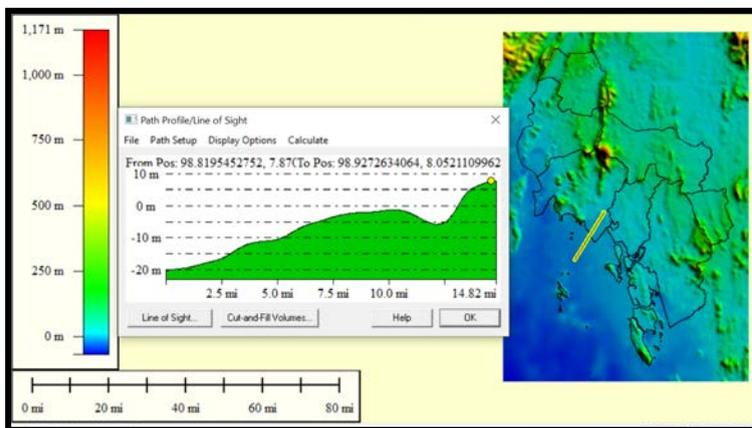 1,171 m
1,000 m
750 m
500 m
250 m
0 m
Path Profile/Line of Sight
File Path Setup Display Options Calculate
From Pos: 98.8195452752, 7.87 To Pos: 98.9272634064, 8.0521109962
10 m
0 m
-10 m
-20 m
2.5 mi 5.0 mi 7.5 mi 10.0 mi 14.82 mi
Line of Sight... Cut-and-Fill Volumes... Help OK
0 mi 20 mi 40 mi 60 mi 80 mi